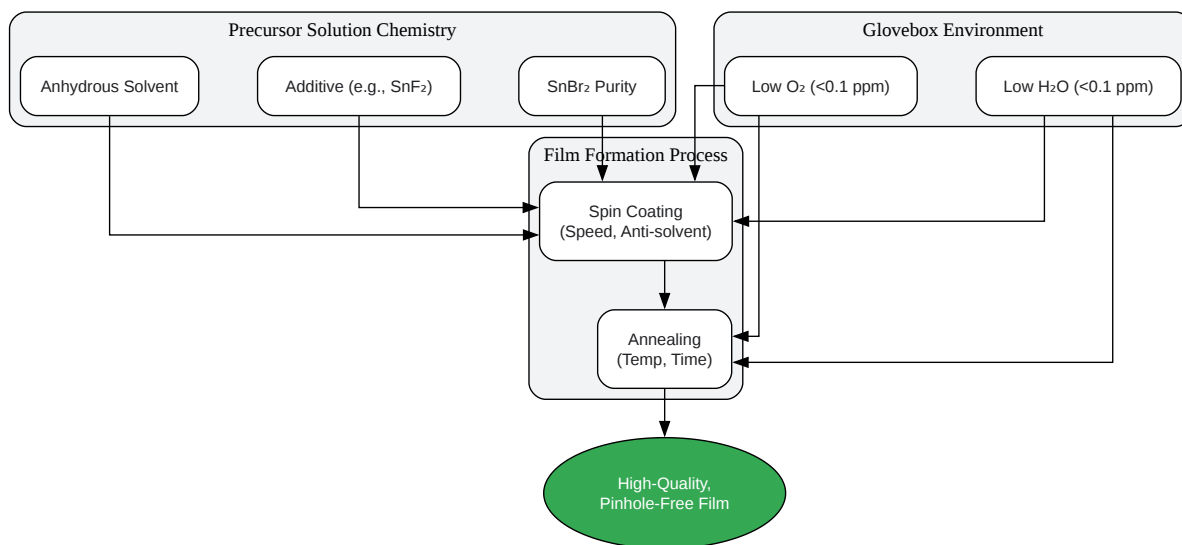 Precursor Solution Chemistry
Glovebox Environment
Anhydrous Solvent
Additive (e.g., SnF₂)
SnBr₂ Purity
Low O₂ (<0.1 ppm)
Low H₂O (<0.1 ppm)
Film Formation Process
Spin Coating
(Speed, Anti-solvent)
Annealing
(Temp, Time)
High-Quality,
Pinhole-Free Film